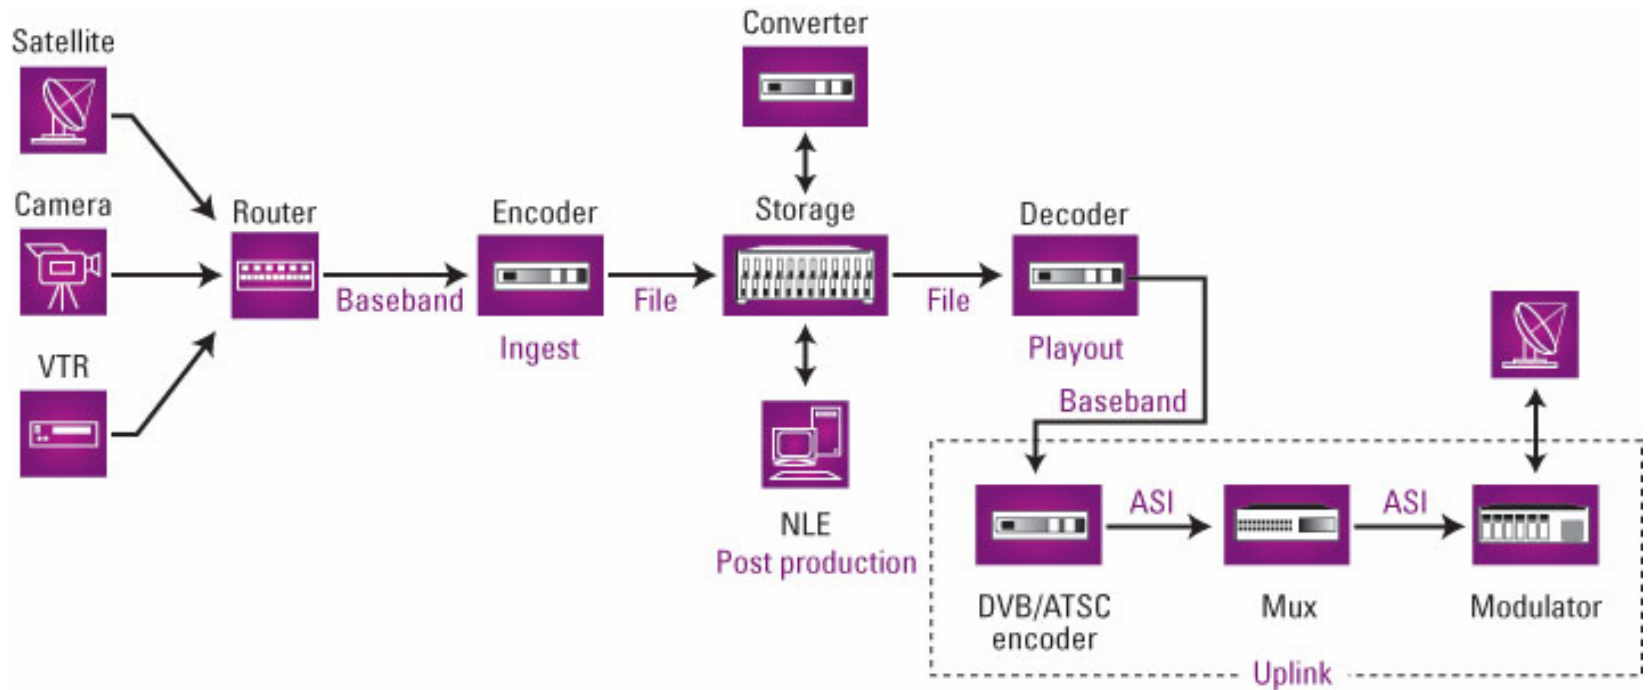 Converter
Satellite
Camera
Router
Encoder
Storage
Decoder
Baseband
File
File
Ingest
Playout
VTR
Baseband
ASI
ASI
NLE
Post production
DVB/ATSC
encoder
Mux
Modulator
Uplink